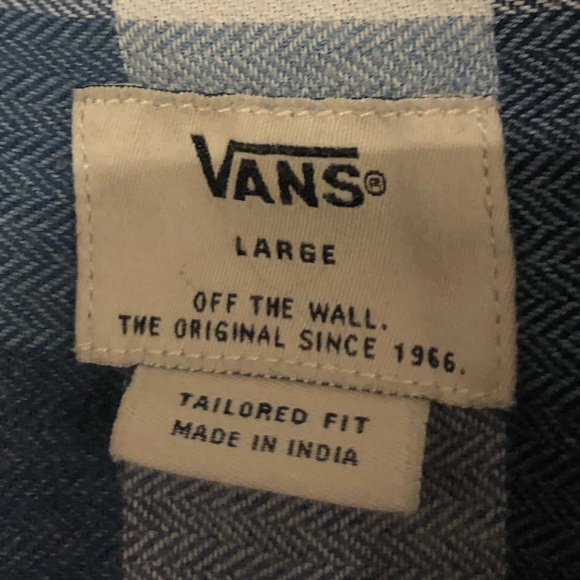 VANS®
LARGE
OFF THE WALL.
THE ORIGINAL SINCE 1966.
TAILORED FIT
MADE IN INDIA